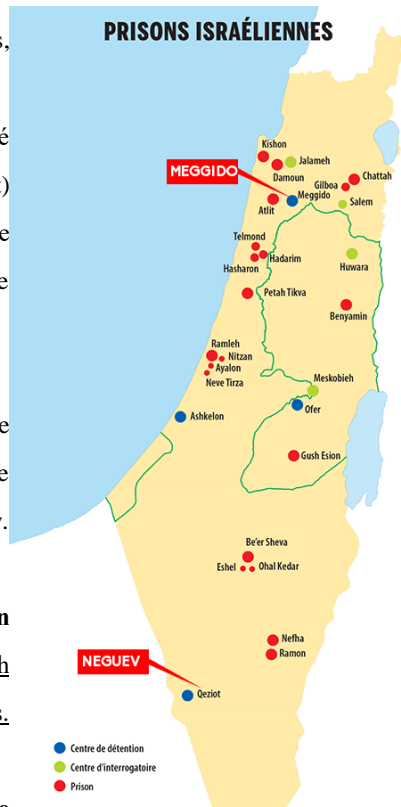 PRISONS ISRAÉLIENNES
s,
é
t)
e
e
e
e
v.
n
h
s.
Kishon
Jalameh
Damoun
MEGGIDO
Meggido
Gilboa
Chattah
Salem
Atlit
Telmond
Hadarim
Hasharon
Huwara
Petah Tikva
Benyamin
Ramleh
Nitzan
Ayalon
Neve Tirza
Meskobieh
Ofer
Ashkelon
Gush Esion
Be'er Sheva
Eshel
Ohal Kedar
Nefha
Ramon
NEGUEV
Qeziot
Centre de détention
Centre d'interrogatoire
Prison